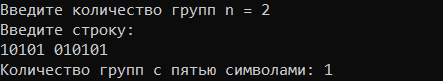 Введите количество групп n = 2
Введите строку:
10101 010101
Количество групп с пятью символами: 1